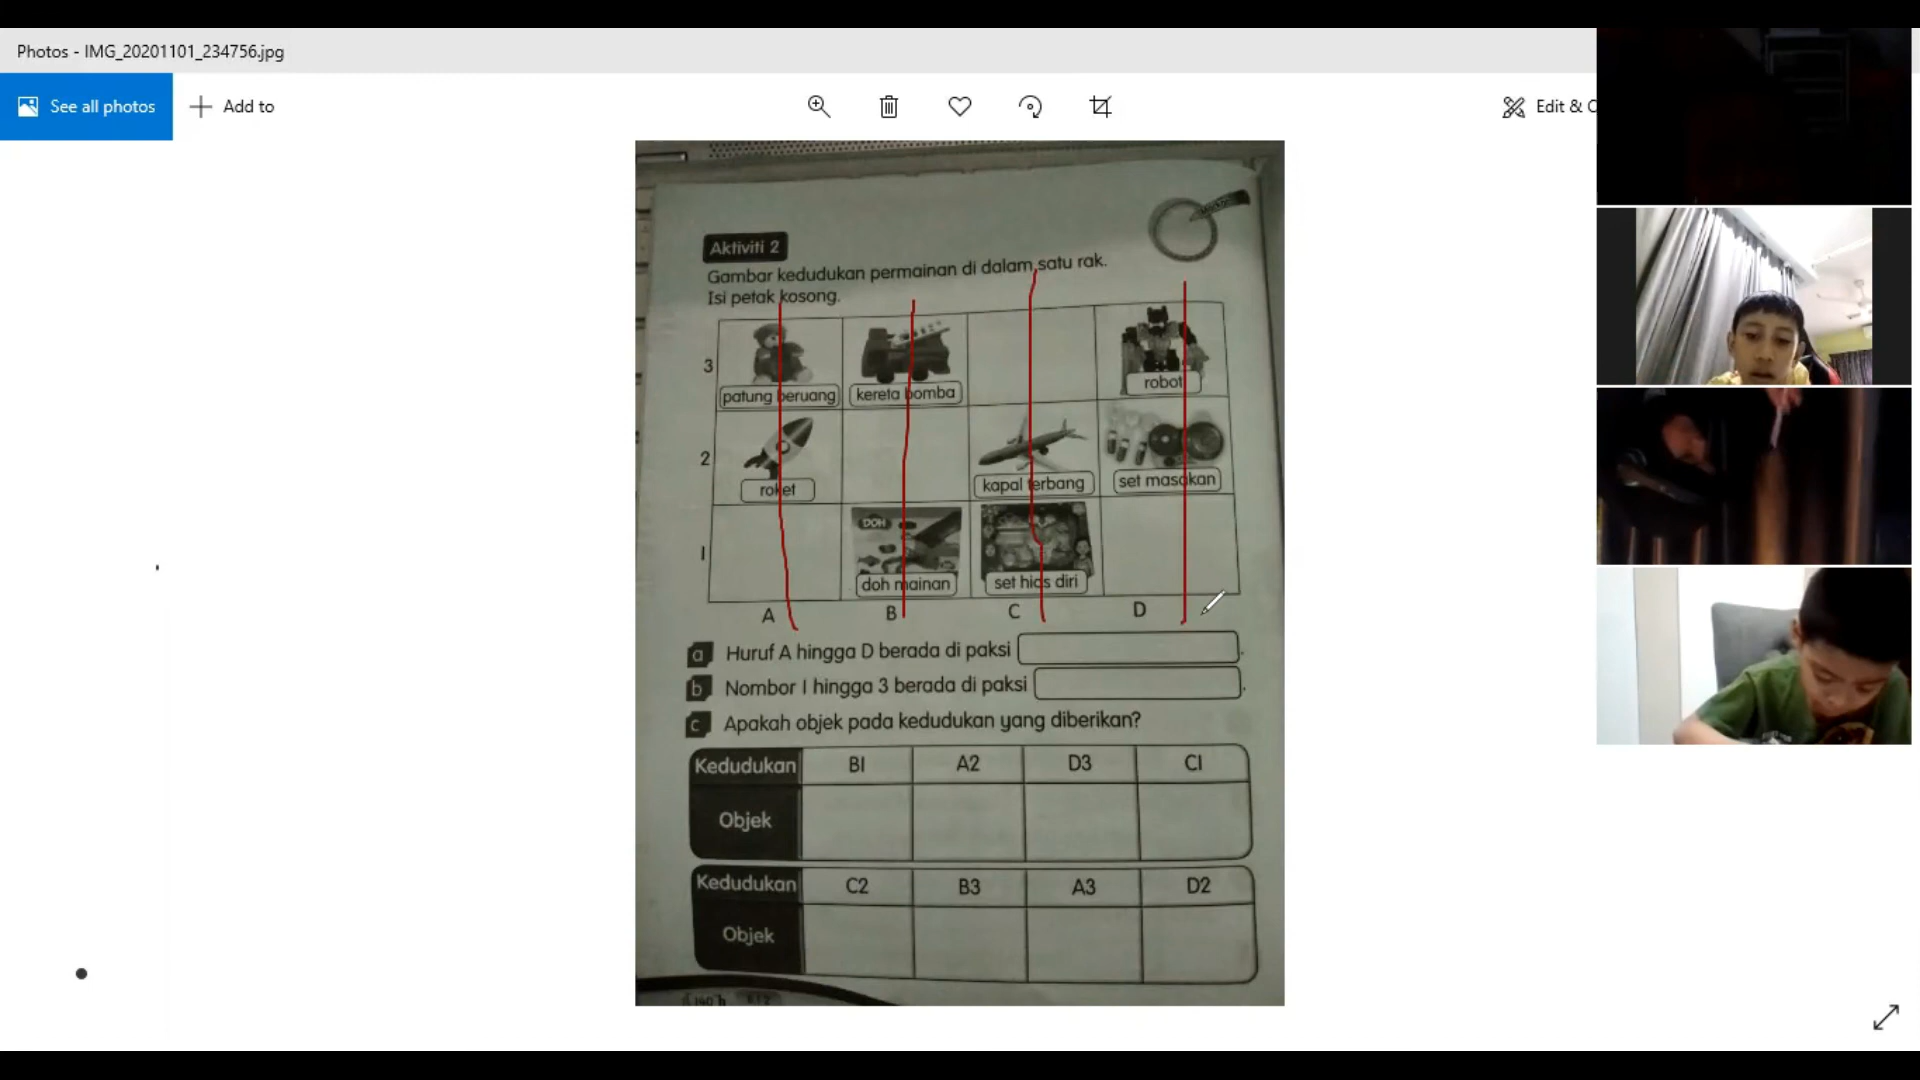 Photos - IMG_20201101_234756.jpg
See all photos
Add to
Edit &
Aktiviti 2
Gambar kedudukan permainan di dalam satu rak.
Isi petak kosong.
3
patung beruang
kereta bomba
robot
2
roket
kapal terbang
set masakan
1
DOH
doh mainan
set hias diri
A B C D
a Huruf A hingga D berada di paksi .
b Nombor 1 hingga 3 berada di paksi .
c Apakah objek pada kedudukan yang diberikan?
Kedudukan B1 A2 D3 C1
Objek
Kedudukan C2 B3 A3 D2
Objek